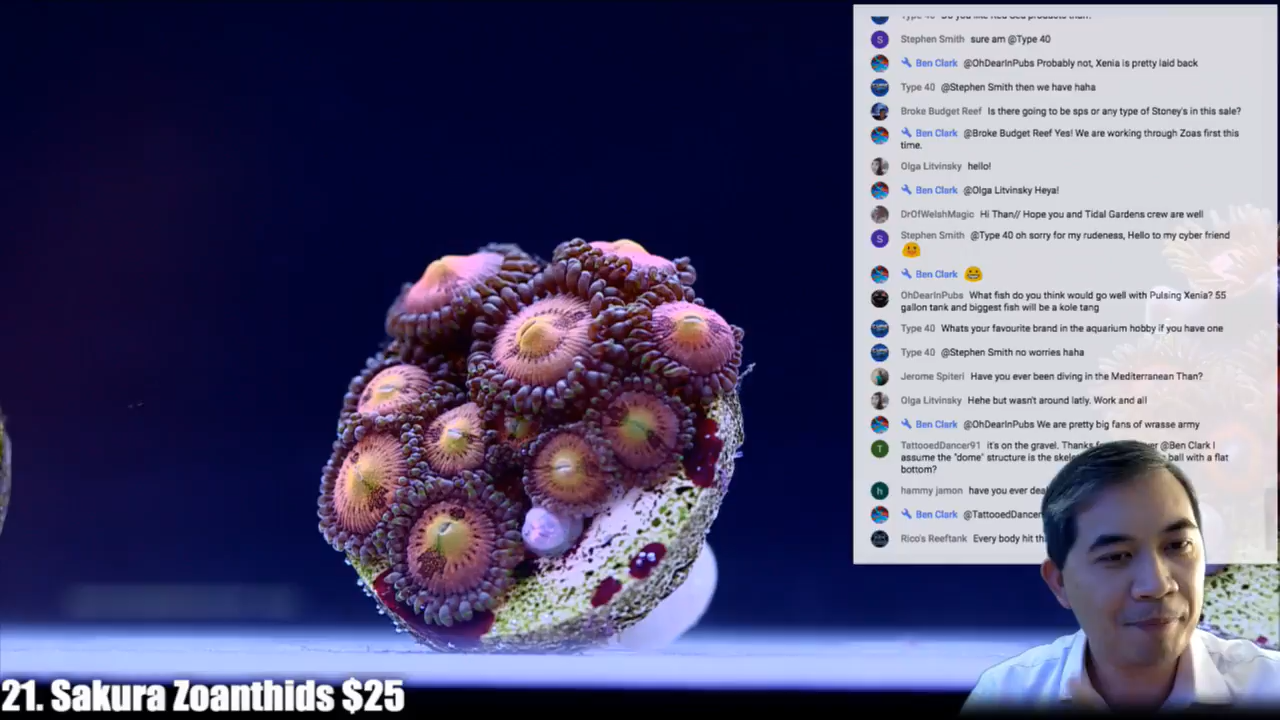 Stephen Smith sure am @Type 40
Ben Clark @OhDearInPubs Probably not, Xenia is pretty laid back
Type 40 @Stephen Smith then we have haha
Broke Budget Reef Is there going to be sps or any type of Stoney's in this sale?
Ben Clark @Broke Budget Reef Yes! We are working through Zoas first this
time.
Olga Litvinsky hello!
Ben Clark @Olga Litvinsky Heya!
DrOfWelshMagic Hi Than// Hope you and Tidal Gardens crew are well
S Stephen Smith @Type 40 oh sorry for my rudeness, Hello to my cyber friend
Ben Clark
OhDearInPubs What fish do you think would go well with Pulsing Xenia? 55
gallon tank and biggest fish will be a kole tang
Type 40 Whats your favourite brand in the aquarium hobby if you have one
Type 40 @Stephen Smith no worries haha
Jerome Spiteri Have you ever been diving in the Mediterranean Than?
Olga Litvinsky Hehe but wasn't around latly. Work and all
Ben Clark @OhDearInPubs We are pretty big fans of wrasse army
T TattooedDancer91 it's on the gravel. Thanks @Ben Clark I
assume the "dome" structure is the ball with a flat
bottom?
h hammy jamon have you ever
Ben Clark @TattooedDancer
Rico's Reeftank Every body hit
21. Sakura Zoanthids $25